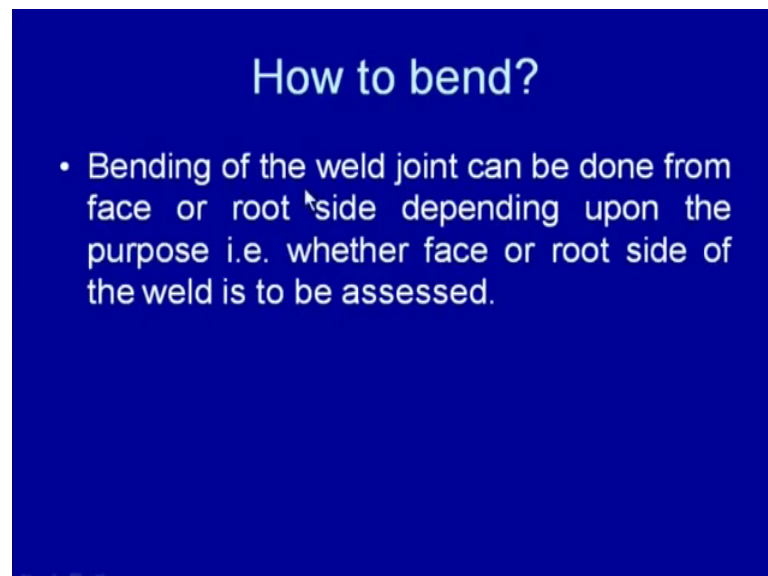 How to bend?
• Bending of the weld joint can be done from
face or root side depending upon the
purpose i.e. whether face or root side of
the weld is to be assessed.